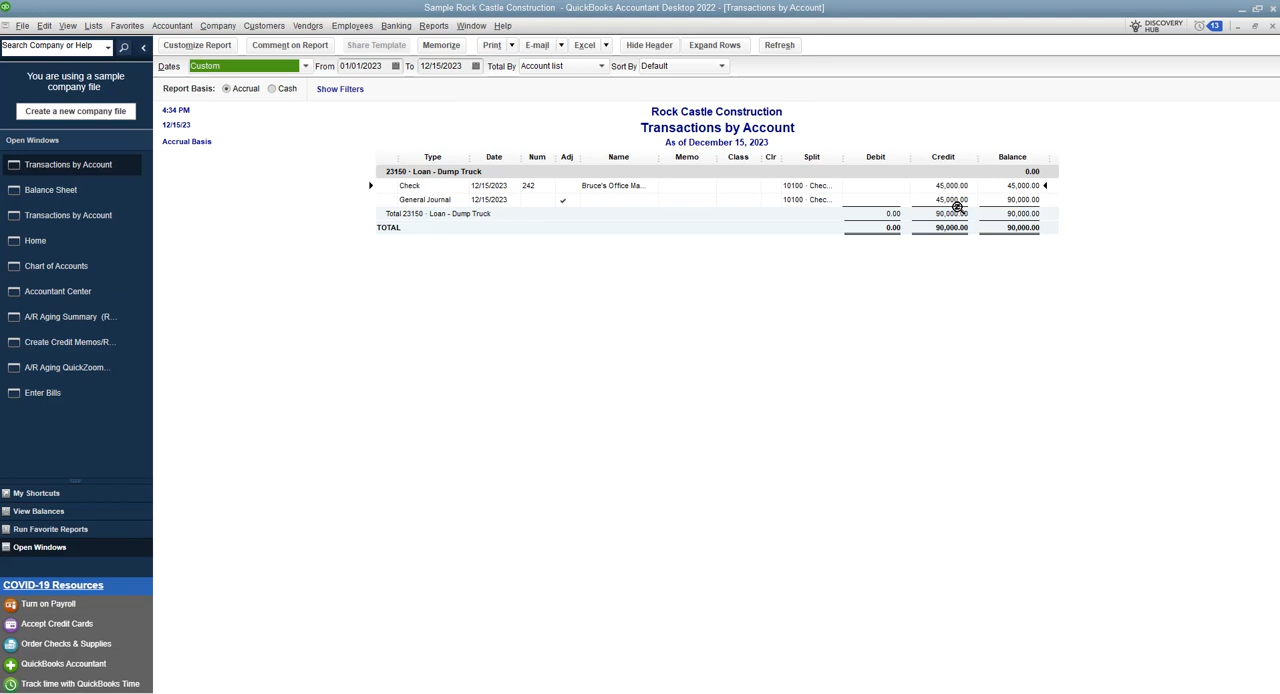 Sample Rock Castle Construction - QuickBooks Accountant Desktop 2022 - [Transactions by Account]
File Edit View Lists Favorites Accountant Company Customers Vendors Employees Banking Reports Window Help
DISCOVERY HUB 13
Search Company or Help
Customize Report Comment on Report Share Template Memorize Print E-mail Excel Hide Header Expand Rows Refresh
Dates Custom From 01/01/2023 To 12/15/2023 Total By Account list Sort By Default
Report Basis: Accrual Cash Show Filters
You are using a sample
company file
Create a new company file
Open Windows
Transactions by Account
Balance Sheet
Transactions by Account
Home
Chart of Accounts
Accountant Center
A/R Aging Summary (R...
Create Credit Memos/R...
A/R Aging QuickZoom...
Enter Bills
My Shortcuts
View Balances
Run Favorite Reports
Open Windows
COVID-19 Resources
Turn on Payroll
Accept Credit Cards
Order Checks & Supplies
QuickBooks Accountant
Track time with QuickBooks Time
4:34 PM
12/15/23
Accrual Basis
Rock Castle Construction
Transactions by Account
As of December 15, 2023
Type Date Num Adj Name Memo Class Clr Split Debit Credit Balance
23150 · Loan - Dump Truck 0.00
Check 12/15/2023 242 Bruce's Office Ma... 10100 · Chec... 45,000.00 45,000.00
General Journal 12/15/2023 ✓ 10100 · Chec... 45,000.00 90,000.00
Total 23150 · Loan - Dump Truck 0.00 90,000.00 90,000.00
TOTAL 0.00 90,000.00 90,000.00